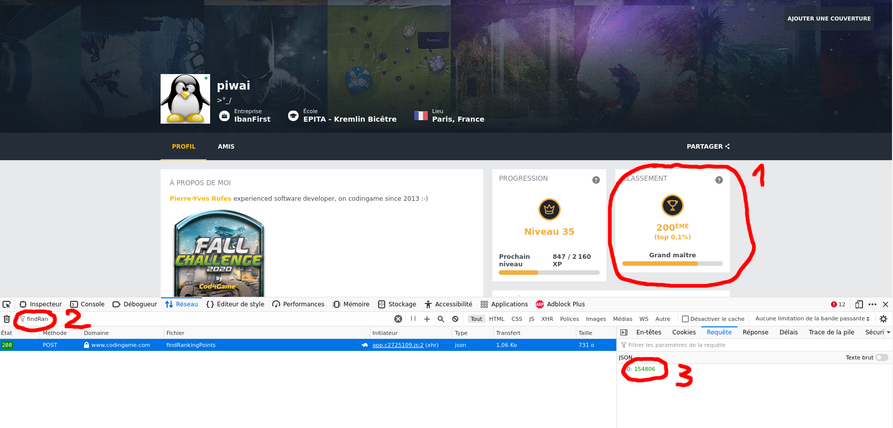 AJOUTER UNE COUVERTURE
piwai
>°_/
Entreprise
IbanFirst
École
EPITA - Kremlin Bicêtre
Lieu
Paris, France
PROFIL
AMIS
PARTAGER
A PROPOS DE MOI
Pierre-Yves Rofes experienced software developer, on codingame since 2013 :-)
FALL
CHALLENGE
2020
by CodinGame
PROGRESSION
?
Niveau 35
Prochain niveau
847 / 2 160 XP
CLASSEMENT
?
200ÈME
(top 0.1%)
Grand maître
1
Inspecteur
Console
Débogueur
Réseau
Éditeur de style
Performances
Mémoire
Stockage
Accessibilité
Applications
Adblock Plus
12
findRan
2
Tout HTML CSS JS XHR Polices Images Médias WS Autre
Désactiver le cache
Aucune limitation de la bande passante
État Méthode Domaine Fichier Initiateur Type Transfert Taille
200 POST www.codingame.com findRankingPoints app.c2725109.js:2 (xhr) json 1,06 Ko 731 o
En-têtes Cookies Requête Réponse Délais Trace de la pile Sécuri
Filtrer les paramètres de la requête
JSON
Texte brut
0: 154806
3